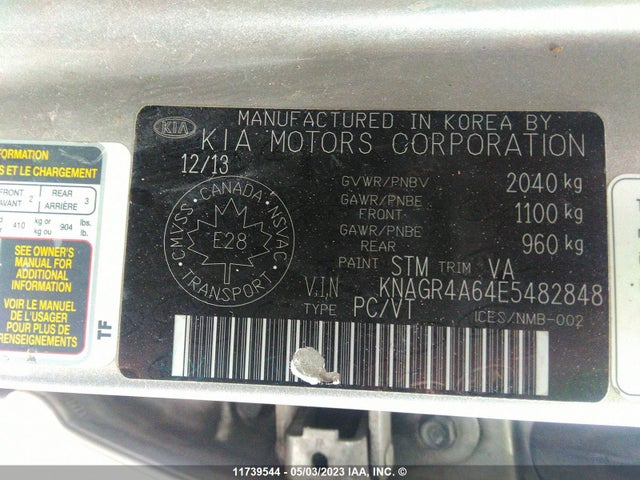 MANUFACTURED IN KOREA BY
KIA KIA MOTORS CORPORATION
12/13
GVWR/PNBV 2040 kg
GAWR/PNBE FRONT 1100 kg
GAWR/PNBE REAR 960 kg
PAINT STM TRIM VA
V.I.N KNAGR4A64E5482848
TYPE PC/VT ICES/NMB-002
CANADA
CMVSS NSVAC
E28
TRANSPORT
FORMATION
S ET LE CHARGEMENT
FRONT 2 REAR 3
AVANT ARRIÈRE
410 kg or 904 lbs.
kg ou lb.
SEE OWNER'S
MANUAL FOR
ADDITIONAL
INFORMATION
VOIR LE MANUEL
DE L'USAGER
POUR PLUS DE
RENSEIGNEMENTS
TF
11739544 - 05/03/2023 IAA, INC. ©